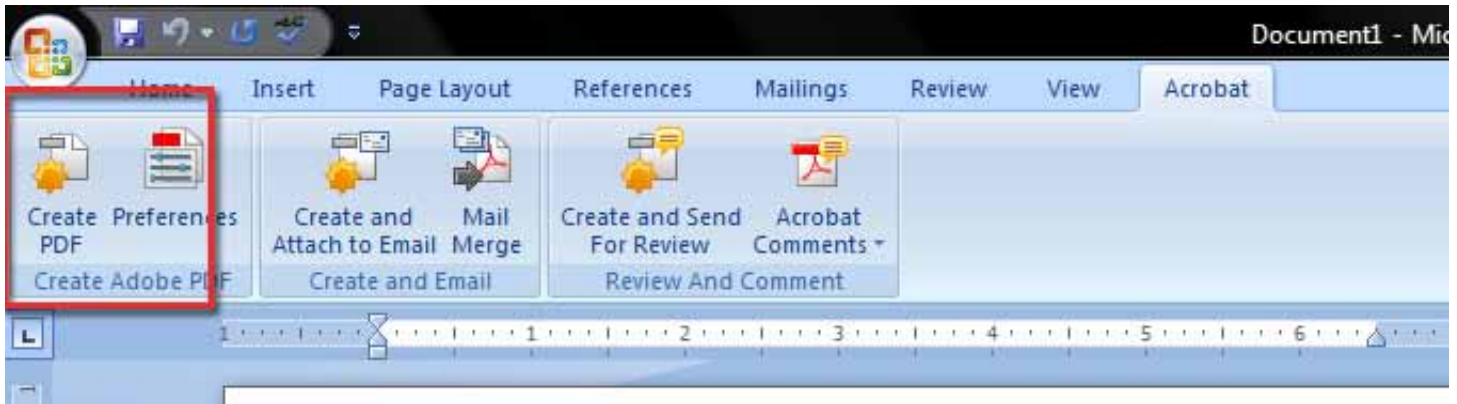 Document1 - Mic
Home Insert Page Layout References Mailings Review View Acrobat
Create PDF
Preferences
Create and
Attach to Email
Mail
Merge
Create and Send
For Review
Acrobat
Comments
Create Adobe PDF
Create and Email
Review And Comment
1 1 2 3 4 5 6